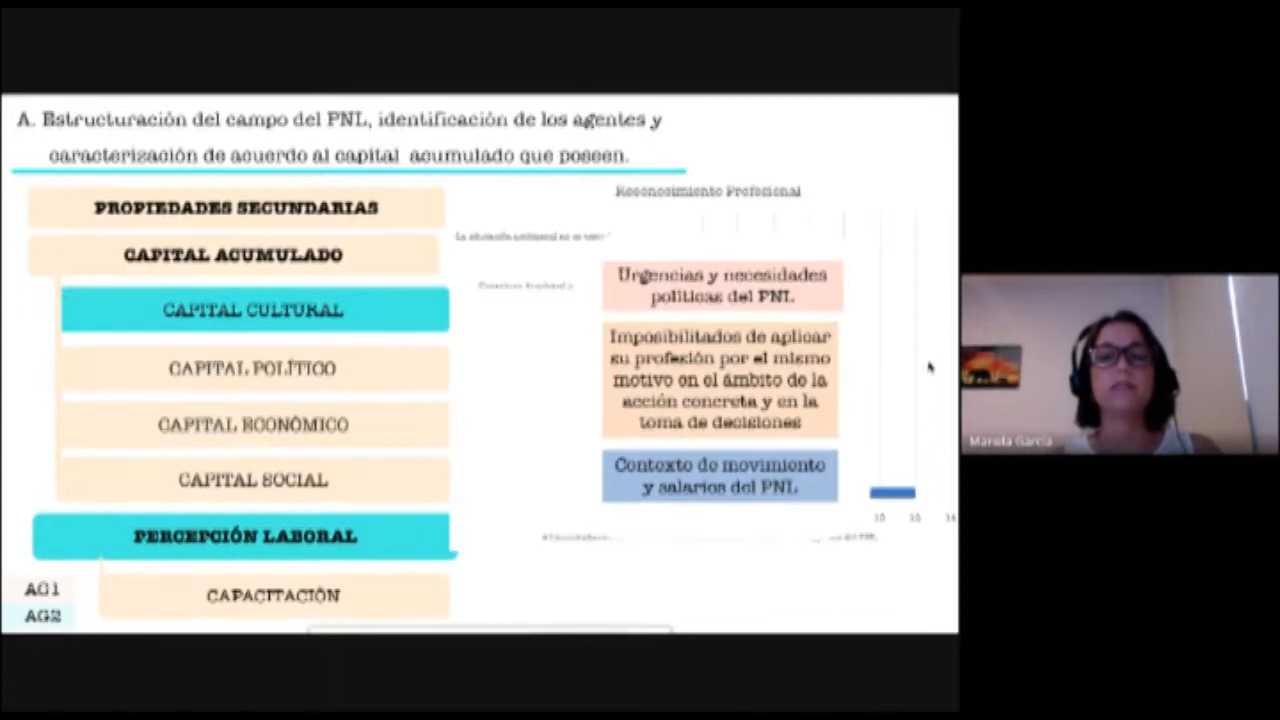 A. Estructuración del campo del PNL, identificación de los agentes y
caracterización de acuerdo al capital acumulado que poseen.
PROPIEDADES SECUNDARIAS
CAPITAL ACUMULADO
CAPITAL CULTURAL
CAPITAL POLÍTICO
CAPITAL ECONÓMICO
CAPITAL SOCIAL
PERCEPCIÓN LABORAL
CAPACITACIÓN
AG1
AG2
Reconocimiento Profesional
Urgencias y necesidades
políticas del PNL
Imposibilitados de aplicar
su profesión por el mismo
motivo en el ámbito de la
acción concreta y en la
toma de decisiones
Contexto de movimiento
y salarios del PNL
Mariela García